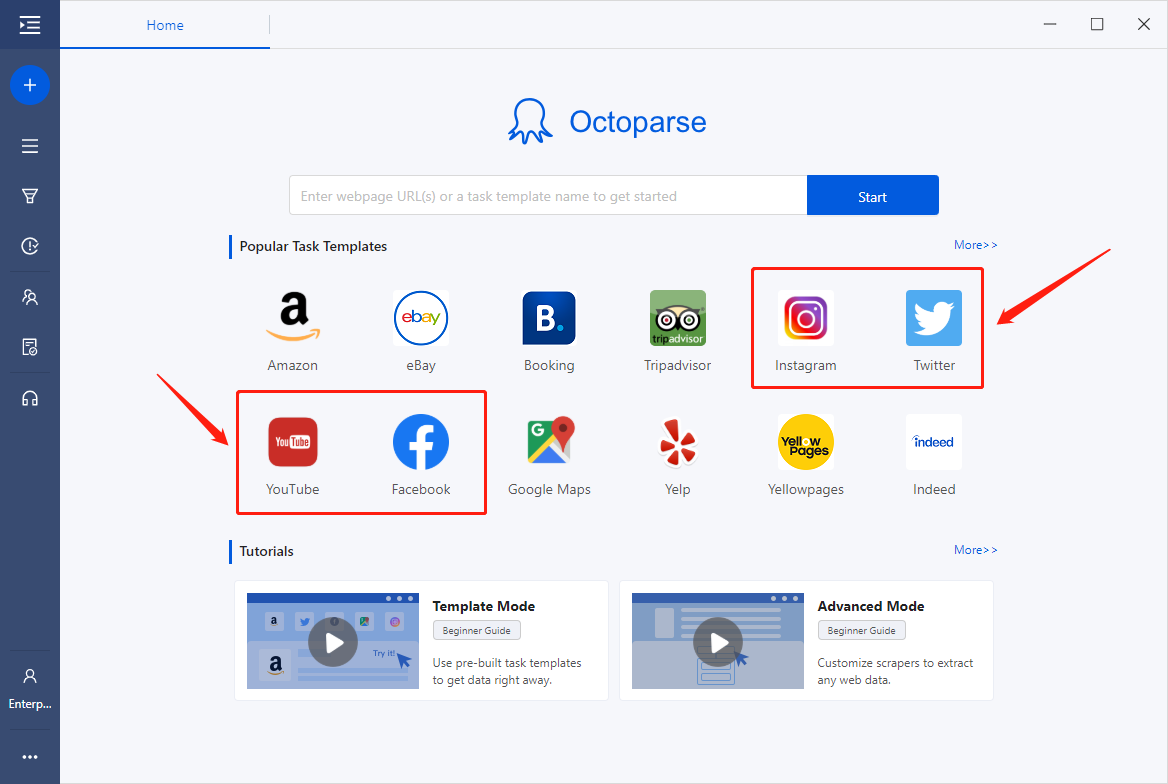 Home
Octoparse
Enter webpage URL(s) or a task template name to get started
Start
Popular Task Templates
More>>
a
ebay
B.
tripadvisor
Amazon
eBay
Booking
Tripadvisor
Instagram
Twitter
YouTube
G
Yellow
Pages
indeed
YouTube
Facebook
Google Maps
Yelp
Yellowpages
Indeed
Tutorials
More>>
a
a
Try it!
Template Mode
Beginner Guide
Use pre-built task templates
to get data right away.
Advanced Mode
Beginner Guide
Customize scrapers to extract
any web data.
Enterp...